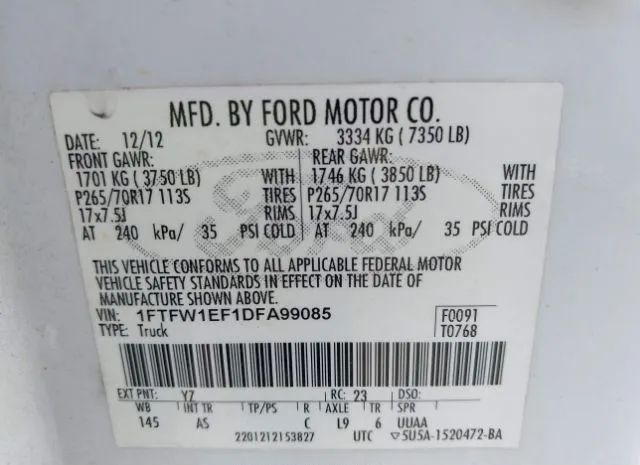 MFD. BY FORD MOTOR CO.
DATE: 12/12 GVWR: 3334 KG ( 7350 LB)
FRONT GAWR: REAR GAWR:
1701 KG ( 3750 LB) WITH 1746 KG ( 3850 LB) WITH
P265/70R17 113S TIRES P265/70R17 113S TIRES
17x7.5J RIMS 17x7.5J RIMS
AT 240 kPa/ 35 PSI COLD AT 240 kPa/ 35 PSI COLD
THIS VEHICLE CONFORMS TO ALL APPLICABLE FEDERAL MOTOR
VEHICLE SAFETY STANDARDS IN EFFECT ON THE DATE OF
MANUFACTURE SHOWN ABOVE.
VIN: 1FTFW1EF1DFA99085 F0091
TYPE: Truck T0768
EXT PNT: Y7 RC: 23 DSO:
WB INT TR TP/PS R AXLE TR SPR
145 AS C L9 6 UUAA
2201212153827 UTC ▽5U5A-1520472-BA